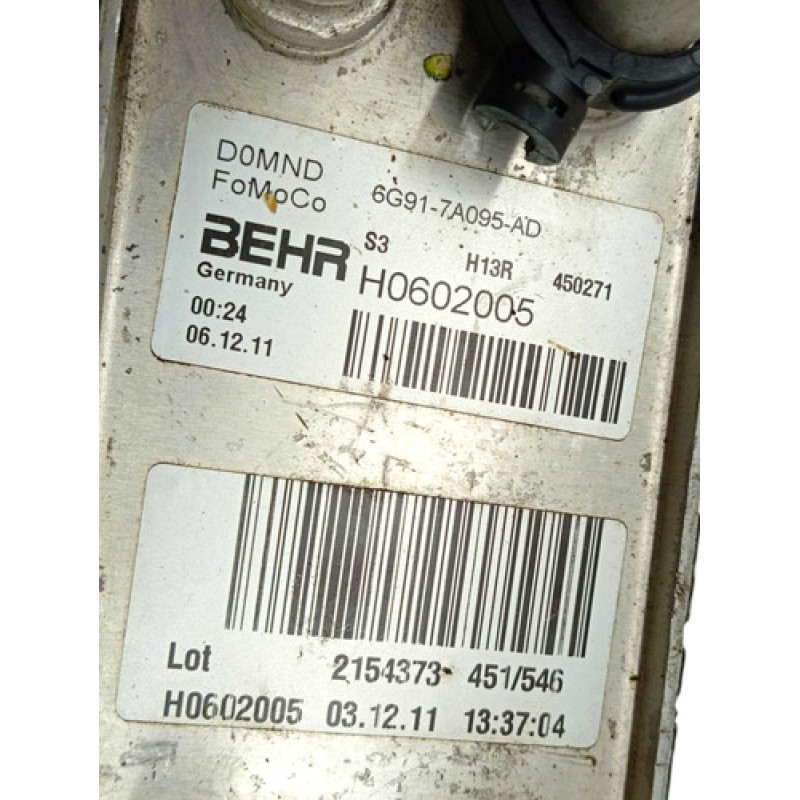 D0MND
FoMoCo 6G91-7A095-AD
BEHR S3 H13R 450271
Germany H0602005
00:24
06.12.11
Lot 2154373 451/546
H0602005 03.12.11 13:37:04